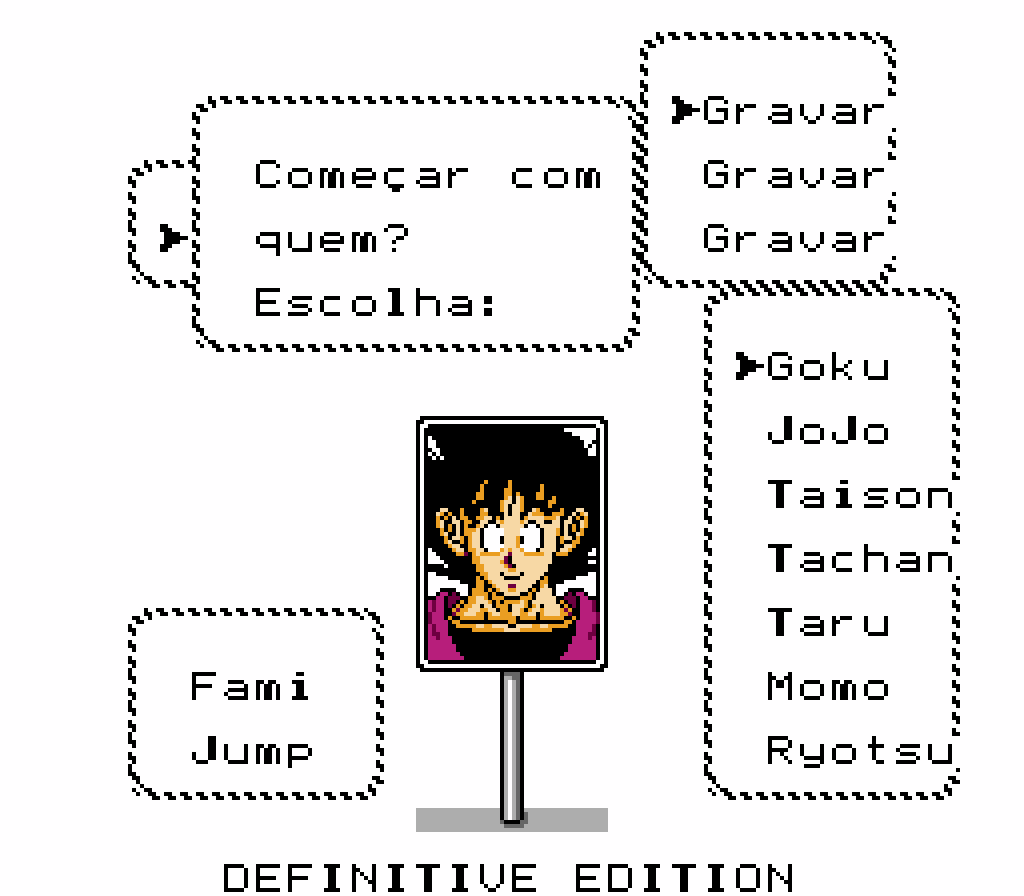 Gravar
Gravar
Gravar
Começar com
quem?
Escolha:
Goku
JoJo
Taison
Tachan
Taru
Momo
Ryotsu
Fami
Jump
DEFINITIVE EDITION